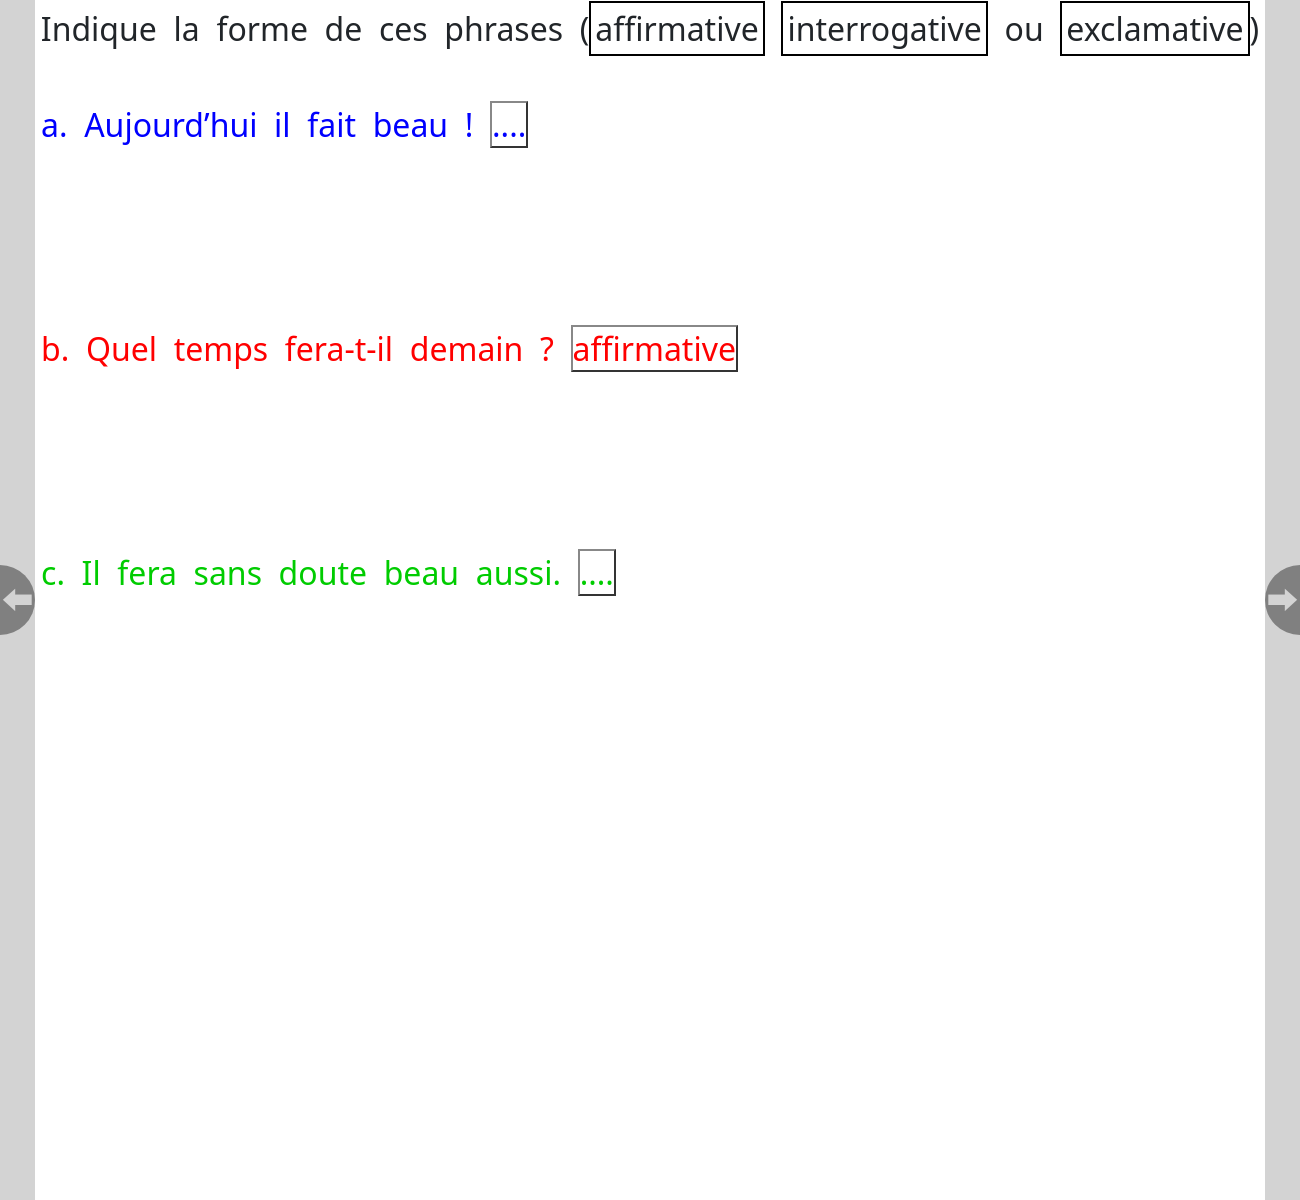 Indique la forme de ces phrases (affirmative interrogative ou exclamative)
a. Aujourd’hui il fait beau ! ....
b. Quel temps fera-t-il demain ? affirmative
c. Il fera sans doute beau aussi. ....